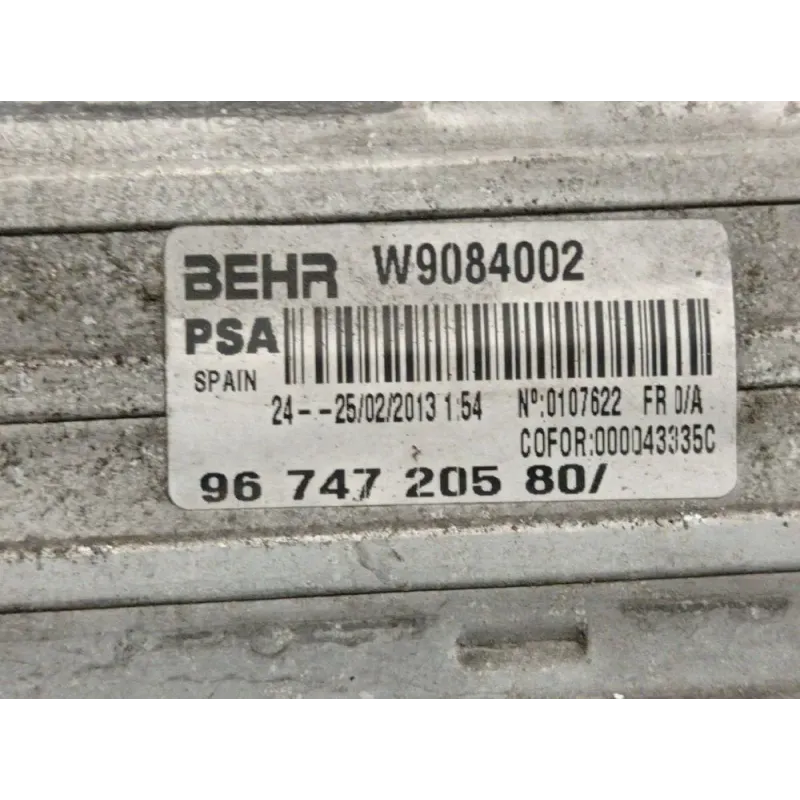 BEHR W9084002
PSA
SPAIN
24- -25/02/2013 1:54 Nº:0107622 FR 0/A
COFOR:000043335C
96 747 205 80/